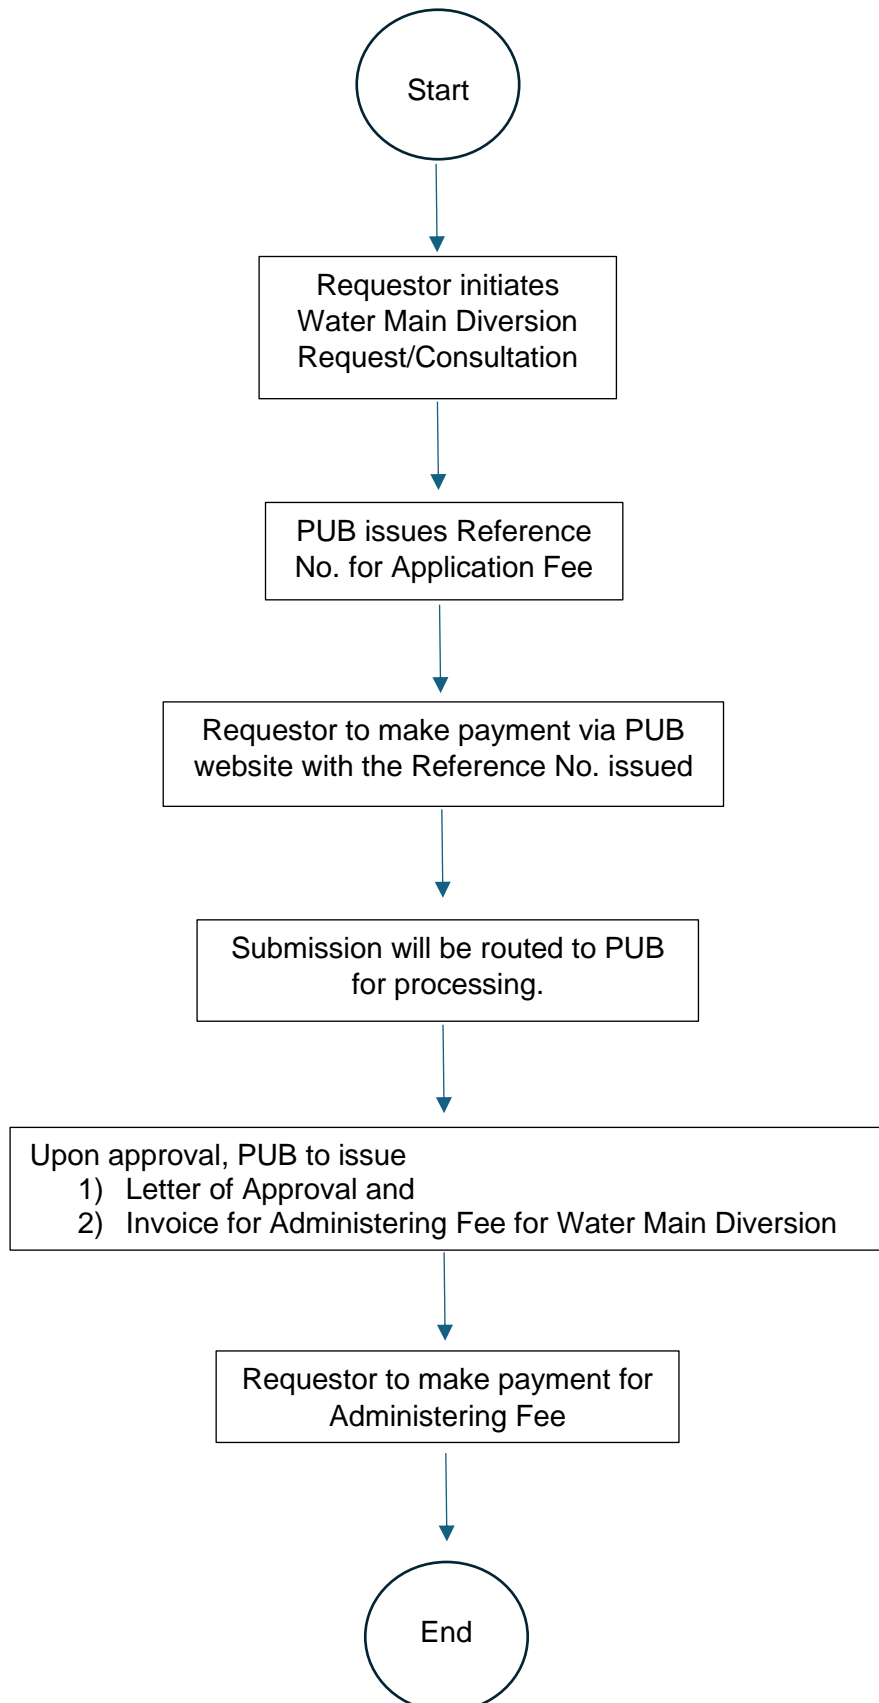 Start
Requestor initiates
Water Main Diversion
Request/Consultation
PUB issues Reference
No. for Application Fee
Requestor to make payment via PUB
website with the Reference No. issued
Submission will be routed to PUB
for processing.
Upon approval, PUB to issue
1) Letter of Approval and
2) Invoice for Administering Fee for Water Main Diversion
Requestor to make payment for
Administering Fee
End